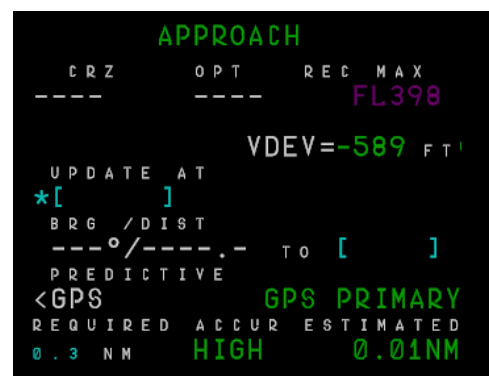 APPROACH
CRZ OPT REC MAX
---- ---- FL398
VDEV=-589 FT
UPDATE AT
*[ ]
BRG /DIST
---°/----.- TO [ ]
PREDICTIVE
<GPS GPS PRIMARY
REQUIRED ACCUR ESTIMATED
0.3 NM HIGH 0.01NM